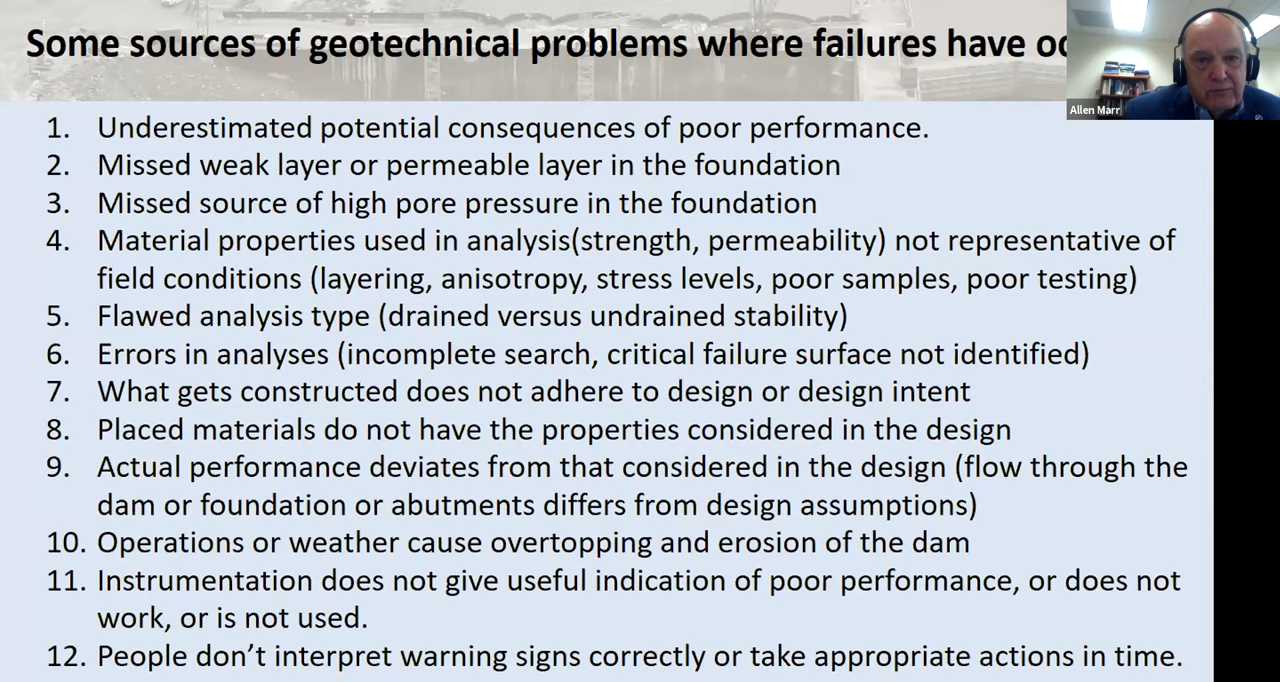 Some sources of geotechnical problems where failures have
Allen Marr
1. Underestimated potential consequences of poor performance.
2. Missed weak layer or permeable layer in the foundation
3. Missed source of high pore pressure in the foundation
4. Material properties used in analysis(strength, permeability) not representative of
field conditions (layering, anisotropy, stress levels, poor samples, poor testing)
5. Flawed analysis type (drained versus undrained stability)
6. Errors in analyses (incomplete search, critical failure surface not identified)
7. What gets constructed does not adhere to design or design intent
8. Placed materials do not have the properties considered in the design
9. Actual performance deviates from that considered in the design (flow through the
dam or foundation or abutments differs from design assumptions)
10. Operations or weather cause overtopping and erosion of the dam
11. Instrumentation does not give useful indication of poor performance, or does not
work, or is not used.
12. People don’t interpret warning signs correctly or take appropriate actions in time.